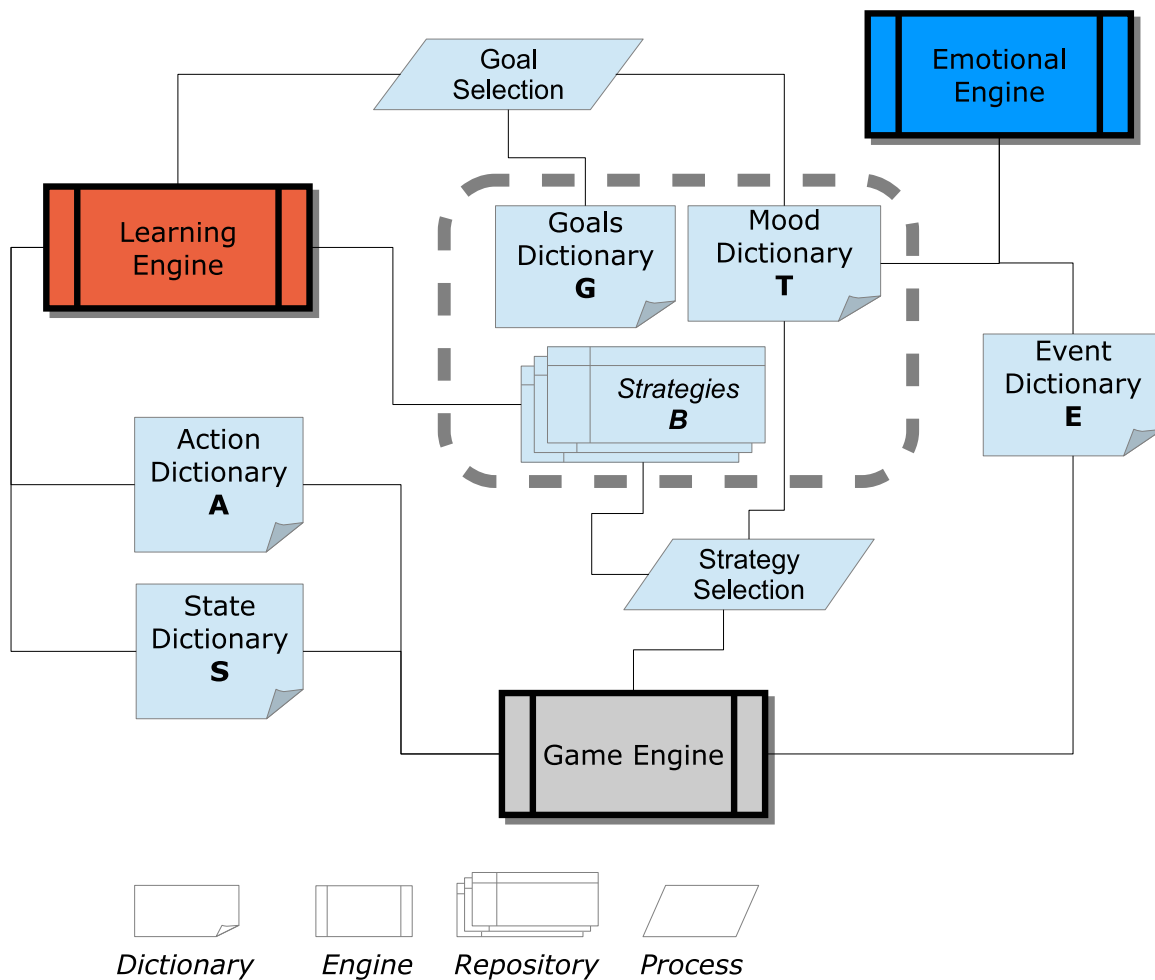 Goal
Selection
Emotional
Engine
Learning
Engine
Goals
Dictionary
G
Mood
Dictionary
T
Event
Dictionary
E
Strategies
B
Action
Dictionary
A
Strategy
Selection
State
Dictionary
S
Game Engine
Dictionary
Engine
Repository
Process